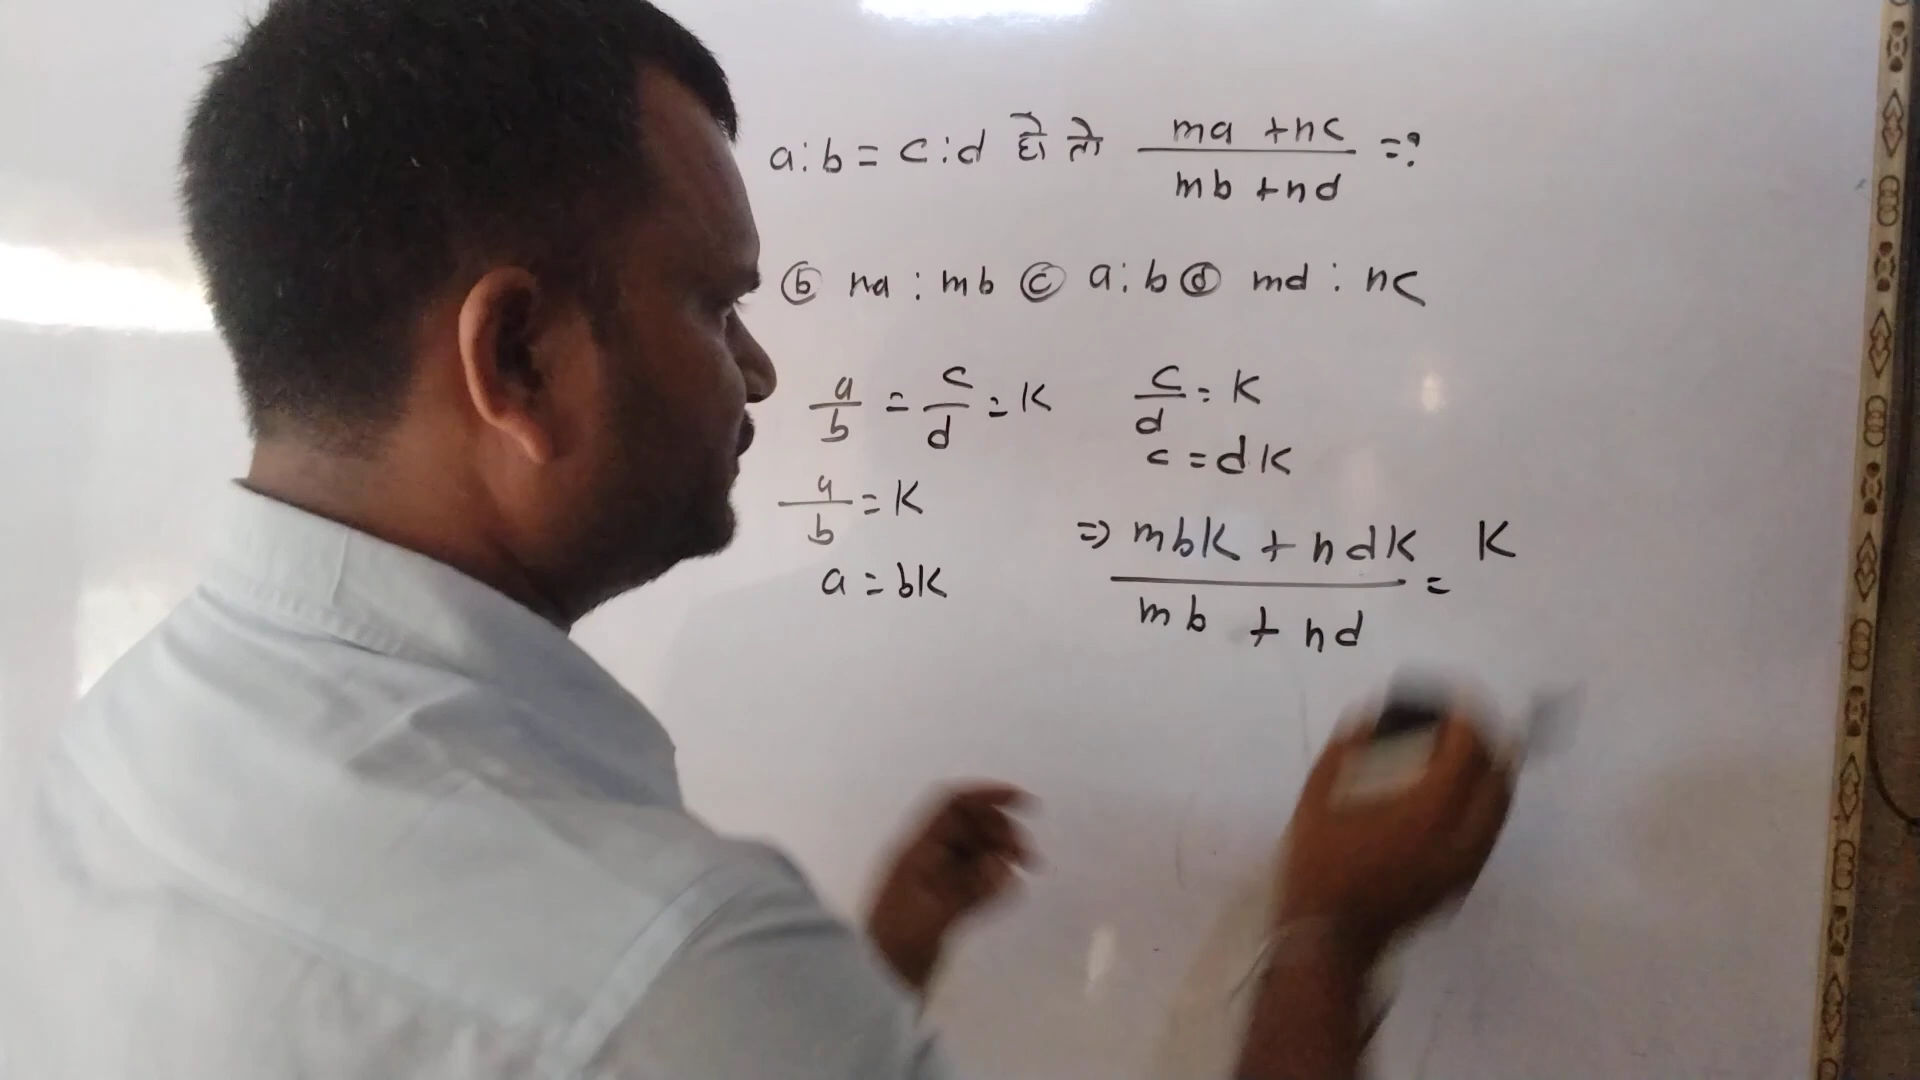 a:b = c:d हो तो ma +nc / mb +nd =?
ⓑ na : mb ⓒ a:b ⓓ md : nc
a/b = c/d = K
a/b = K
a = bK
c/d = K
c = dK
⇒ mbK + ndK / mb + nd = K